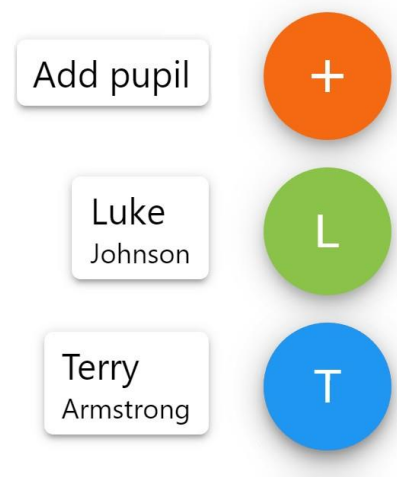 Add pupil +
Luke
Johnson
L
Terry
Armstrong
T